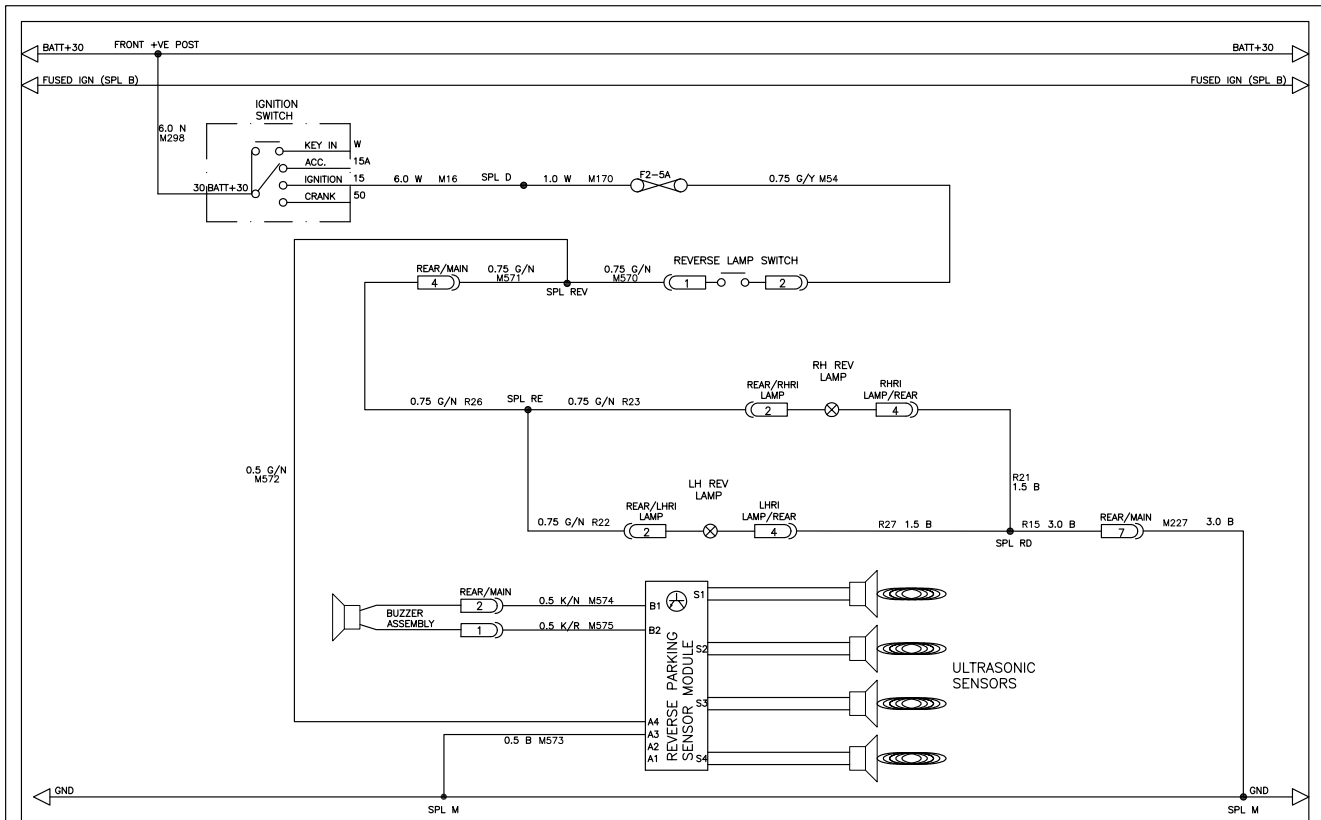 BATT+30
FRONT +VE POST
BATT+30
FUSED IGN (SPL B)
FUSED IGN (SPL B)
IGNITION
SWITCH
6.0 N
M298
KEY IN
W
ACC.
15A
30
BATT+30
IGNITION
15
CRANK
50
6.0 W
M16
SPL D
1.0 W
M170
F2-5A
0.75 G/Y M54
REAR/MAIN
4
0.75 G/N
M571
SPL REV
0.75 G/N
M570
REVERSE LAMP SWITCH
1
2
RH REV
LAMP
0.75 G/N R26
SPL RE
0.75 G/N R23
REAR/RHRI
LAMP
2
RHRI
LAMP/REAR
4
0.5 G/N
M572
R21
1.5 B
LH REV
LAMP
0.75 G/N R22
REAR/LHRI
LAMP
2
LHRI
LAMP/REAR
4
R27 1.5 B
R15 3.0 B
SPL RD
REAR/MAIN
7
M227
3.0 B
REAR/MAIN
2
0.5 K/N M574
B1
BUZZER
ASSEMBLY
1
0.5 K/R M575
B2
REVERSE PARKING
SENSOR MODULE
S1
S2
S3
S4
ULTRASONIC
SENSORS
A4
A3
A2
A1
0.5 B M573
GND
SPL M
GND
SPL M